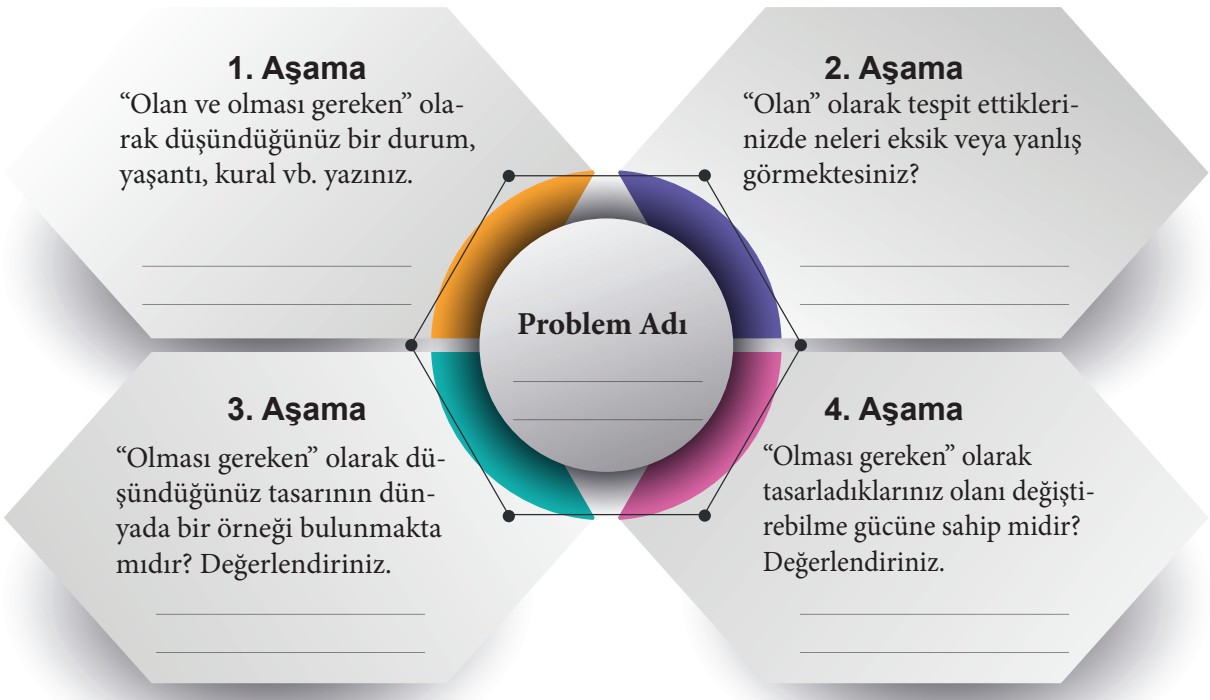 1. Aşama
“Olan ve olması gereken” ola-
rak düşündüğünüz bir durum,
yaşantı, kural vb. yazınız.
2. Aşama
“Olan” olarak tespit ettikleri-
nizde neleri eksik veya yanlış
görmektesiniz?
Problem Adı
3. Aşama
“Olması gereken” olarak dü-
şündüğünüz tasarının dün-
yada bir örneği bulunmakta
mıdır? Değerlendiriniz.
4. Aşama
“Olması gereken” olarak
tasarladıklarınız olanı değişti-
rebilme gücüne sahip midir?
Değerlendiriniz.